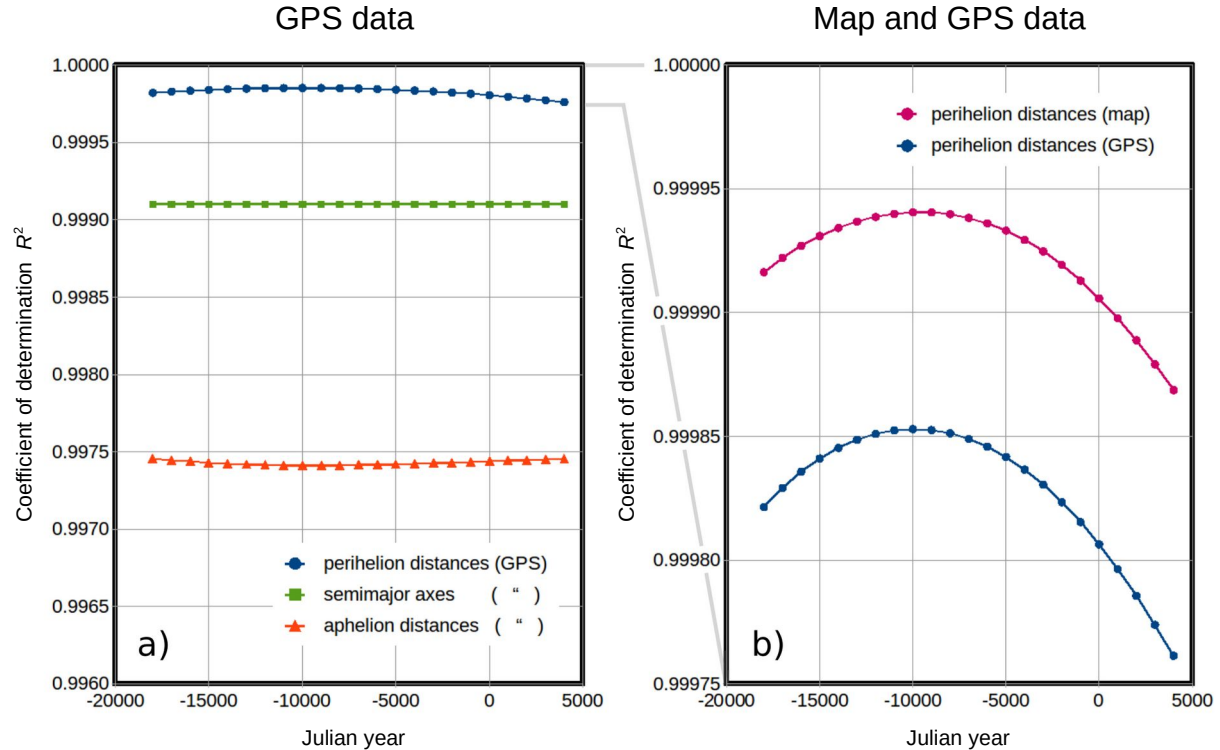 GPS data
Map and GPS data
Coefficient of determination R²
1.0000
0.9995
0.9990
0.9985
0.9980
0.9975
0.9970
0.9965
0.9960
perihelion distances (GPS)
semimajor axes ( “ )
aphelion distances ( “ )
a)
-20000 -15000 -10000 -5000 0 5000
Julian year
Coefficient of determination R²
1.00000
0.99995
0.99990
0.99985
0.99980
0.99975
perihelion distances (map)
perihelion distances (GPS)
b)
-20000 -15000 -10000 -5000 0 5000
Julian year